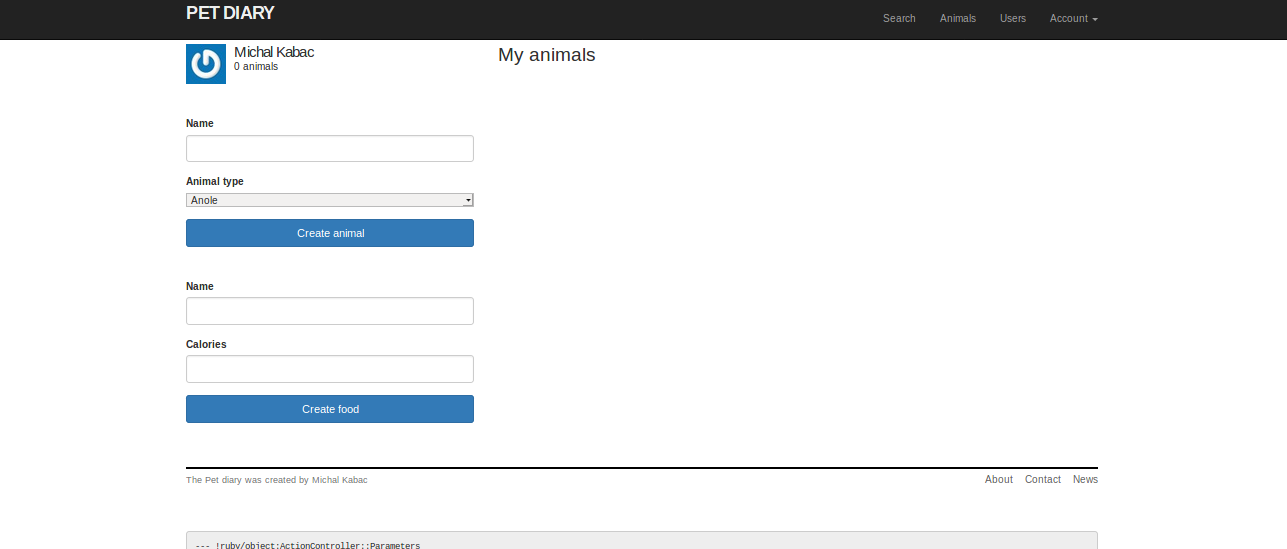 PET DIARY
Search Animals Users Account
Michal Kabac
0 animals
My animals
Name
Animal type
Anole
Create animal
Name
Calories
Create food
The Pet diary was created by Michal Kabac
About Contact News
--- !ruby/object:ActionController::Parameters